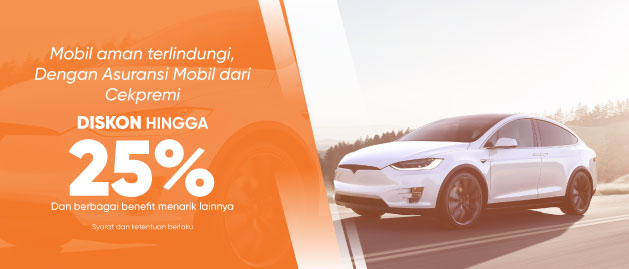 Mobil aman terlindungi,
Dengan Asuransi Mobil dari
Cekpremi
DISKON HINGGA
25%
Dan berbagai benefit menarik lainnya
Syarat dan ketentuan berlaku